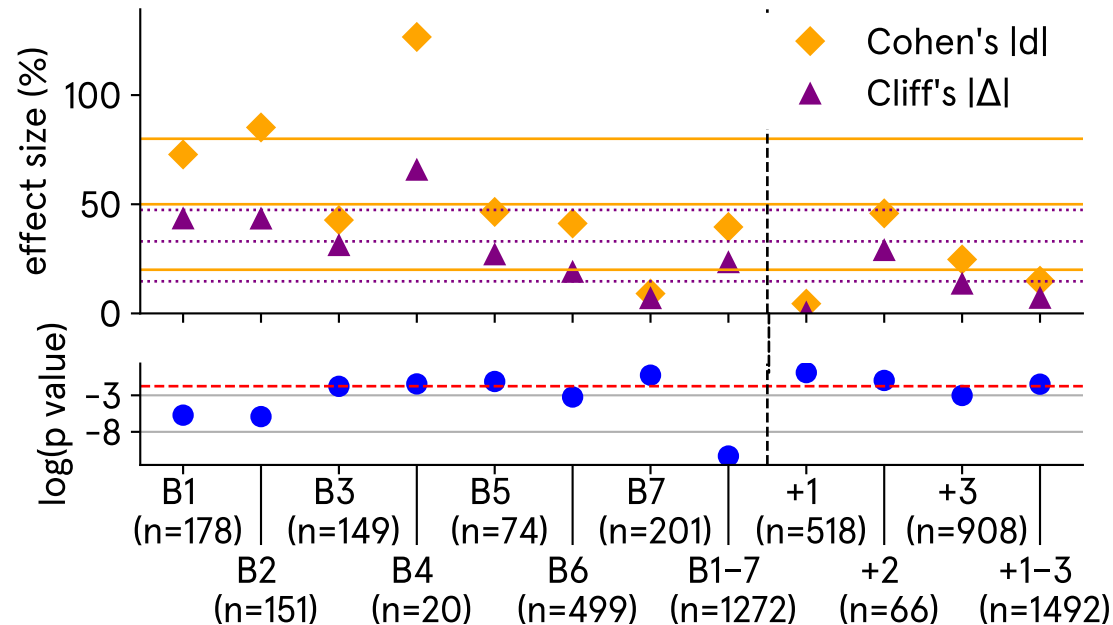 Cohen's |d|
Cliff's |Δ|
effect size (%)
100
50
0
log(p value)
−3
−8
B1
(n=178)
B2
(n=151)
B3
(n=149)
B4
(n=20)
B5
(n=74)
B6
(n=499)
B7
(n=201)
B1−7
(n=1272)
+1
(n=518)
+2
(n=66)
+3
(n=908)
+1−3
(n=1492)